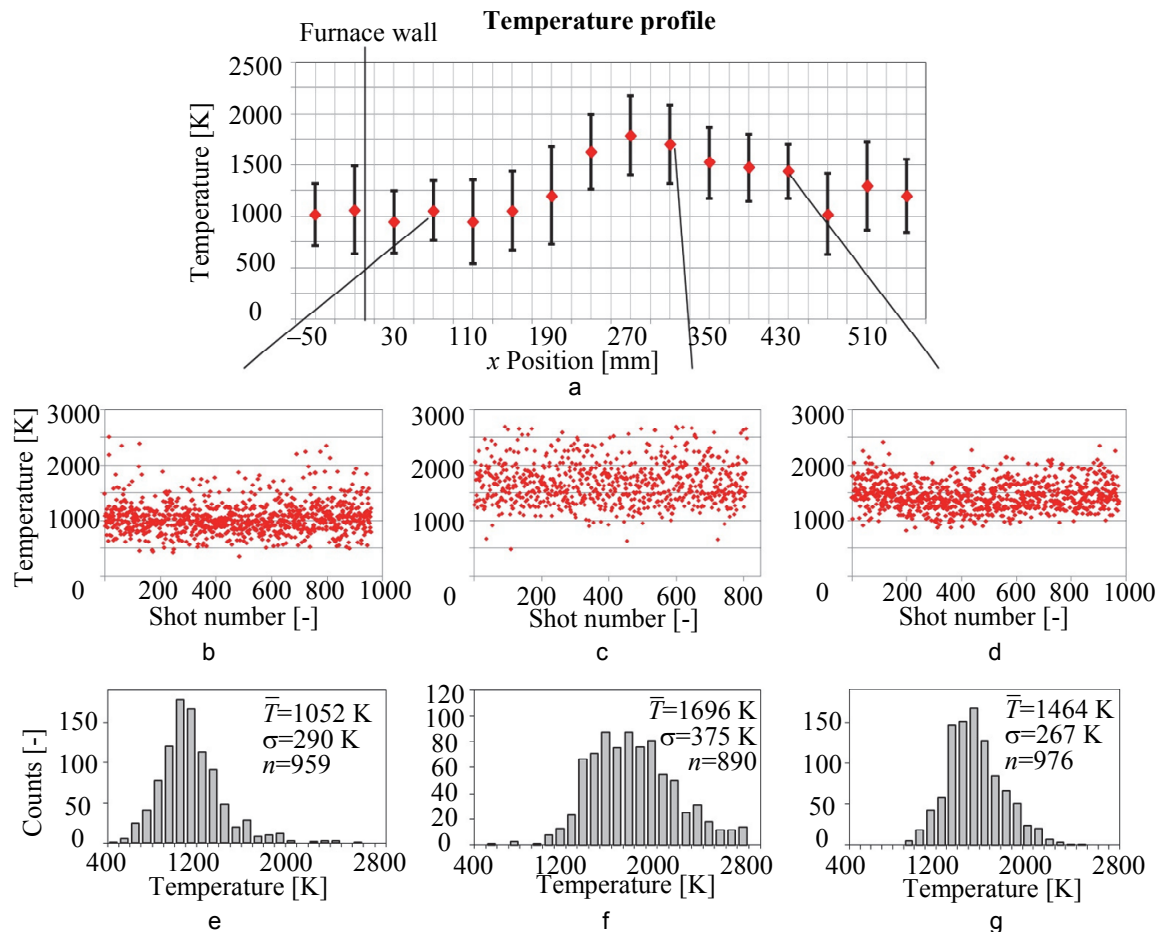 Temperature profile
Furnace wall
Temperature [K]
2500
2000
1500
1000
500
0
–50 30 110 190 270 350 430 510
x Position [mm]
a
Temperature [K]
3000
2000
1000
0
200 400 600 800 1000
Shot number [-]
b
3000
2000
1000
0
200 400 600 800
Shot number [-]
c
3000
2000
1000
0
200 400 600 800 1000
Shot number [-]
d
Counts [-]
150
100
50
0
T̅=1052 K
σ=290 K
n=959
400 1200 2000 2800
Temperature [K]
e
120
100
80
60
40
20
0
T̅=1696 K
σ=375 K
n=890
400 1200 2000 2800
Temperature [K]
f
150
100
50
0
T̅=1464 K
σ=267 K
n=976
400 1200 2000 2800
Temperature [K]
g